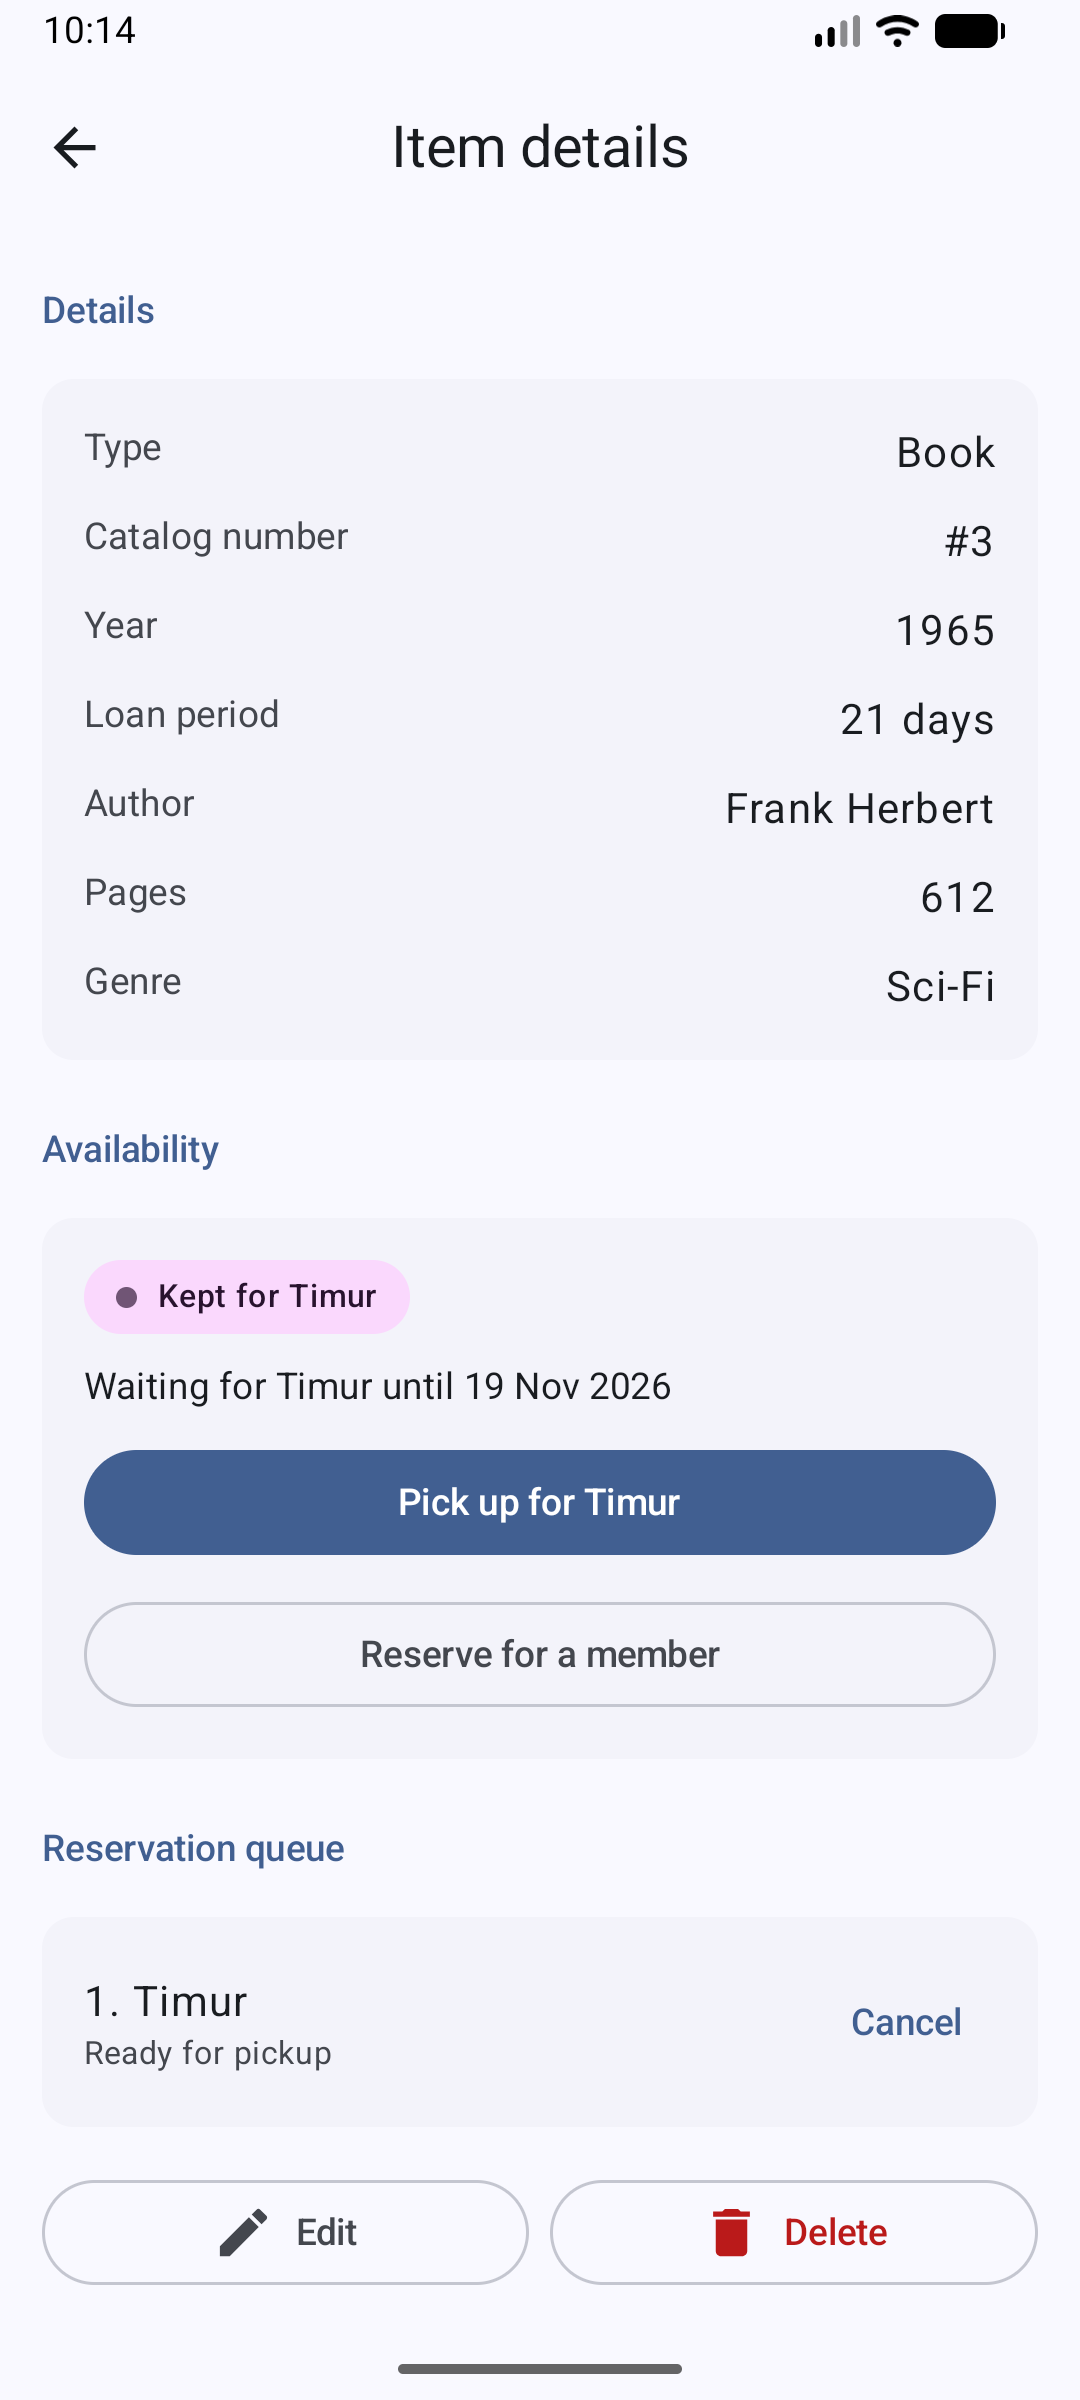 10:14
Item details
Details
Type
Book
Catalog number
#3
Year
1965
Loan period
21 days
Author
Frank Herbert
Pages
612
Genre
Sci-Fi
Availability
Kept for Timur
Waiting for Timur until 19 Nov 2026
Pick up for Timur
Reserve for a member
Reservation queue
1. Timur
Ready for pickup
Cancel
Edit
Delete